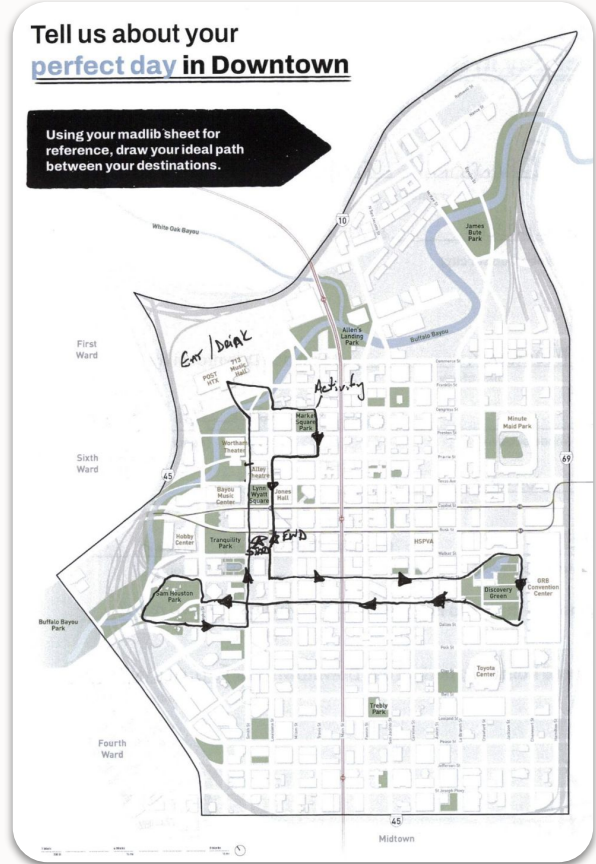 Tell us about your
perfect day in Downtown
Using your madlib sheet for
reference, draw your ideal path
between your destinations.
10
White Oak Bayou
James
Bute
Park
Allen's
Landing
Park
Buffalo Bayou
First
Ward
Eat/Drink
713
Music
Hall
POST
HTX
Activity
Market
Square
Park
Minute
Maid Park
Sixth
Ward
45
69
Wortham
Theater
Alley
Theatre
Bayou
Music
Center
Lynn
Wyatt
Square
Jones
Hall
Hobby
Center
Tranquility
Park
END
HSPVA
Sam Houston
Park
Discovery
Green
GRB
Convention
Center
Buffalo Bayou
Park
Toyota
Center
Trebly
Park
Fourth
Ward
45
Midtown